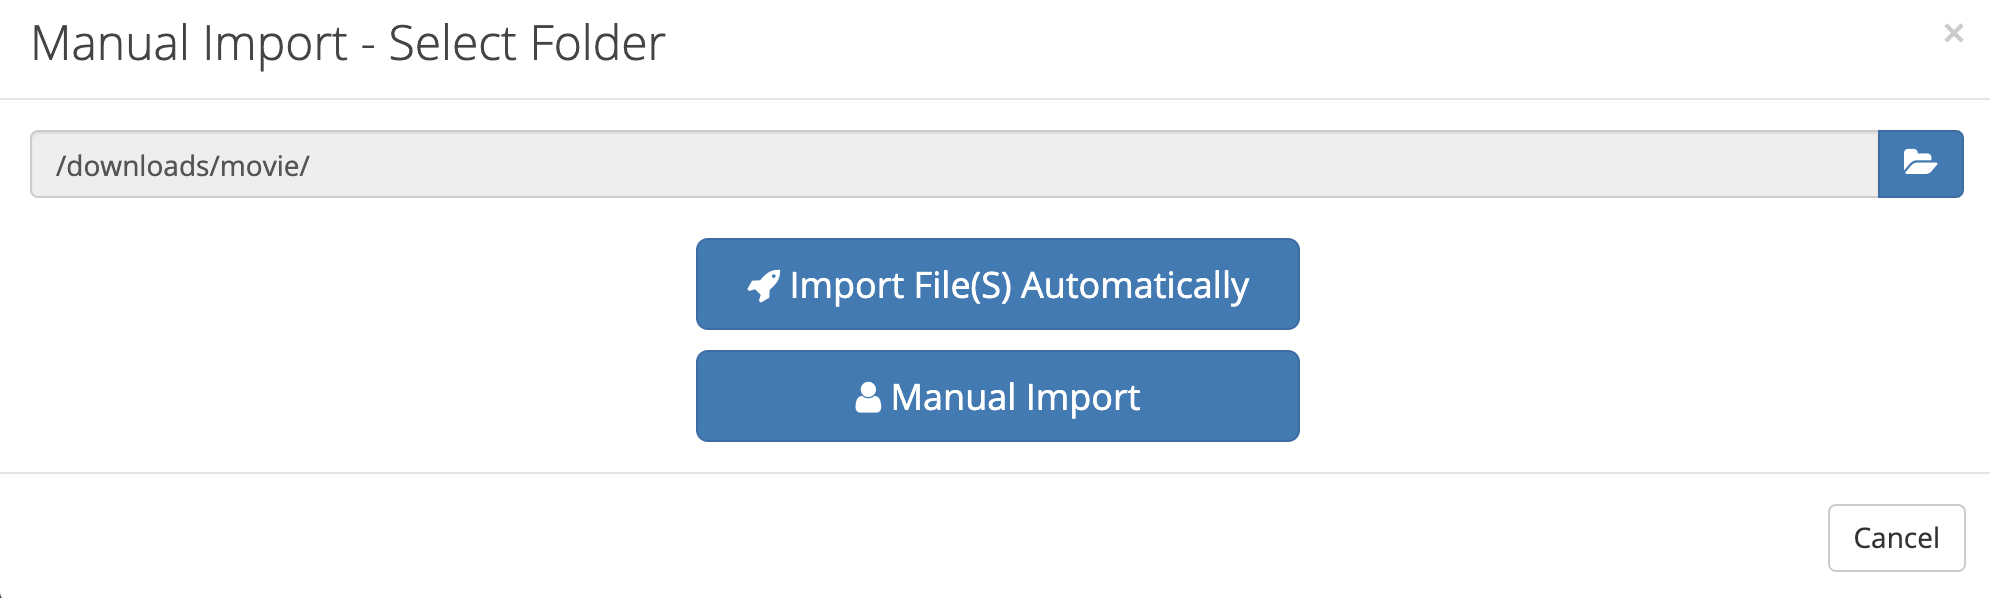 Manual Import - Select Folder
/downloads/movie/
Import File(S) Automatically
Manual Import
Cancel